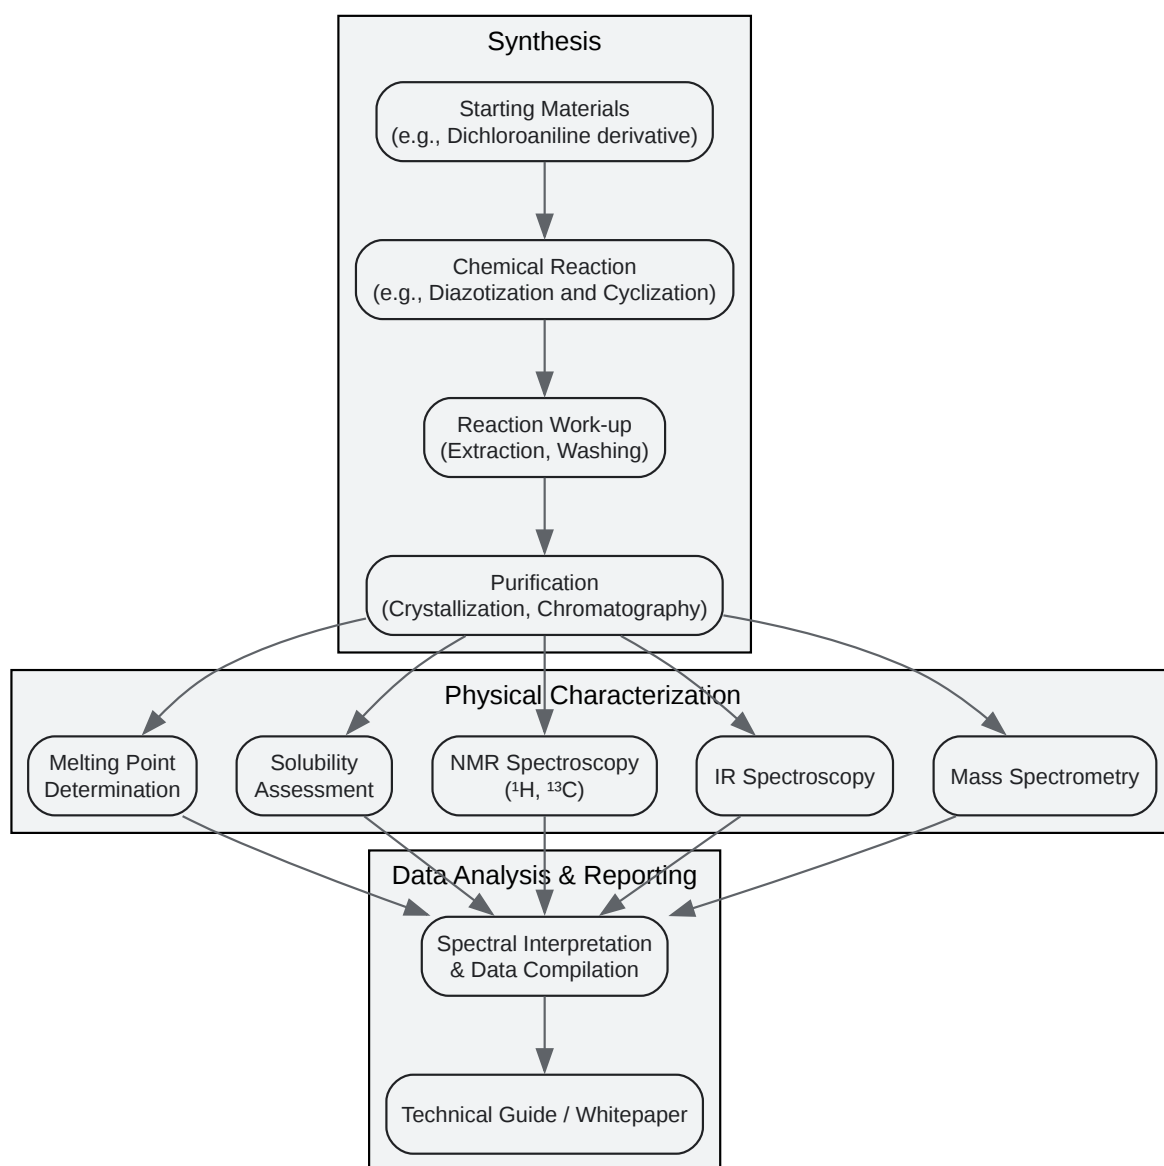 Synthesis
Starting Materials
(e.g., Dichloroaniline derivative)
Chemical Reaction
(e.g., Diazotization and Cyclization)
Reaction Work-up
(Extraction, Washing)
Purification
(Crystallization, Chromatography)
Physical Characterization
Melting Point
Determination
Solubility
Assessment
NMR Spectroscopy
(¹H, ¹³C)
IR Spectroscopy
Mass Spectrometry
Data Analysis & Reporting
Spectral Interpretation
& Data Compilation
Technical Guide / Whitepaper